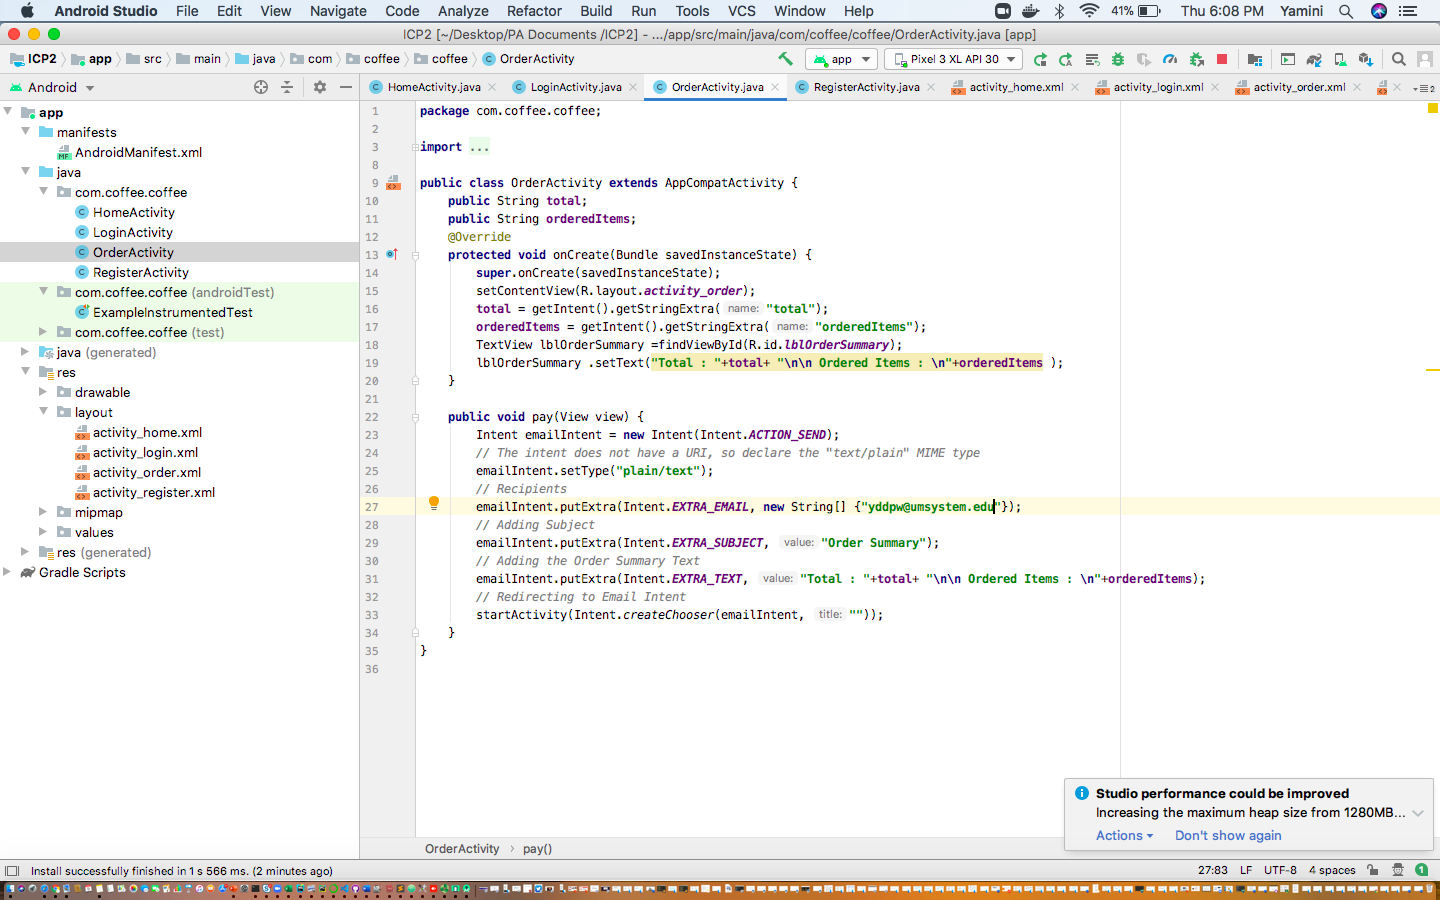 Android Studio File Edit View Navigate Code Analyze Refactor Build Run Tools VCS Window Help 41% Thu 6:08 PM Yamini
ICP2 [~/Desktop/PA Documents /ICP2] - .../app/src/main/java/com/coffee/coffee/OrderActivity.java [app]
ICP2 app src main java com coffee coffee OrderActivity app Pixel 3 XL API 30
Android HomeActivity.java LoginActivity.java OrderActivity.java RegisterActivity.java activity_home.xml activity_login.xml activity_order.xml 2
app
manifests
AndroidManifest.xml
java
com.coffee.coffee
HomeActivity
LoginActivity
OrderActivity
RegisterActivity
com.coffee.coffee (androidTest)
ExampleInstrumentedTest
com.coffee.coffee (test)
java (generated)
res
drawable
layout
activity_home.xml
activity_login.xml
activity_order.xml
activity_register.xml
mipmap
values
res (generated)
Gradle Scripts
1 package com.coffee.coffee;
2
3 import ...
8
9 public class OrderActivity extends AppCompatActivity {
10 public String total;
11 public String orderedItems;
12 @Override
13 protected void onCreate(Bundle savedInstanceState) {
14 super.onCreate(savedInstanceState);
15 setContentView(R.layout.activity_order);
16 total = getIntent().getStringExtra( name: "total");
17 orderedItems = getIntent().getStringExtra( name: "orderedItems");
18 TextView lblOrderSummary =findViewById(R.id.lblOrderSummary);
19 lblOrderSummary .setText("Total : "+total+ "\n\n Ordered Items : \n"+orderedItems );
20 }
21
22 public void pay(View view) {
23 Intent emailIntent = new Intent(Intent.ACTION_SEND);
24 // The intent does not have a URI, so declare the "text/plain" MIME type
25 emailIntent.setType("plain/text");
26 // Recipients
27 emailIntent.putExtra(Intent.EXTRA_EMAIL, new String[] {"yddpw@umsystem.edu"});
28 // Adding Subject
29 emailIntent.putExtra(Intent.EXTRA_SUBJECT, value: "Order Summary");
30 // Adding the Order Summary Text
31 emailIntent.putExtra(Intent.EXTRA_TEXT, value: "Total : "+total+ "\n\n Ordered Items : \n"+orderedItems);
32 // Redirecting to Email Intent
33 startActivity(Intent.createChooser(emailIntent, title: ""));
34 }
35 }
36
Studio performance could be improved
Increasing the maximum heap size from 1280MB...
Actions Don't show again
OrderActivity pay()
Install successfully finished in 1 s 566 ms. (2 minutes ago) 27:83 LF UTF-8 4 spaces 1